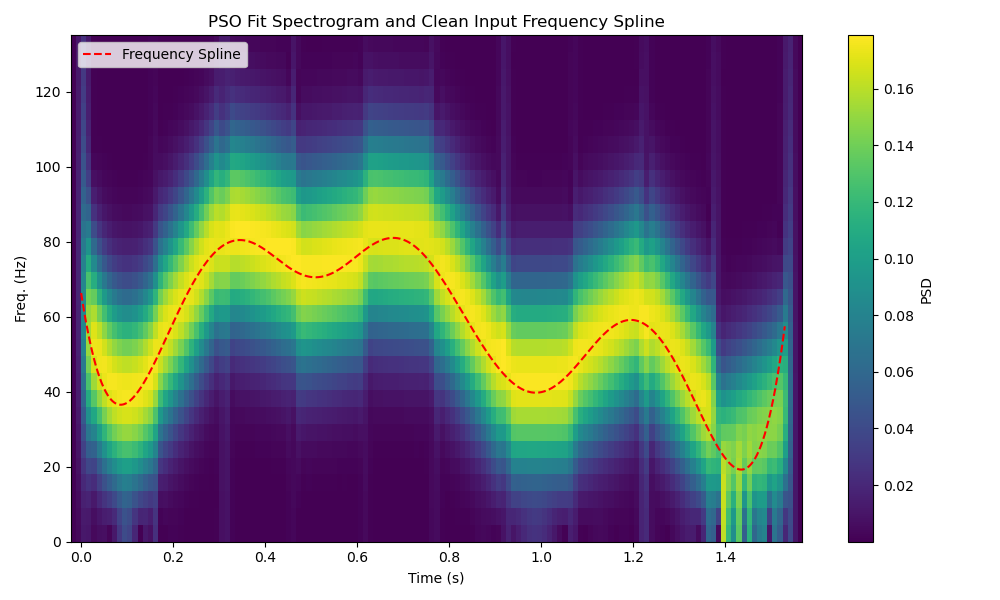 PSO Fit Spectrogram and Clean Input Frequency Spline
Frequency Spline
Freq. (Hz)
120
100
80
60
40
20
0
0.0 0.2 0.4 0.6 0.8 1.0 1.2 1.4
Time (s)
0.16
0.14
0.12
0.10
0.08
0.06
0.04
0.02
PSD